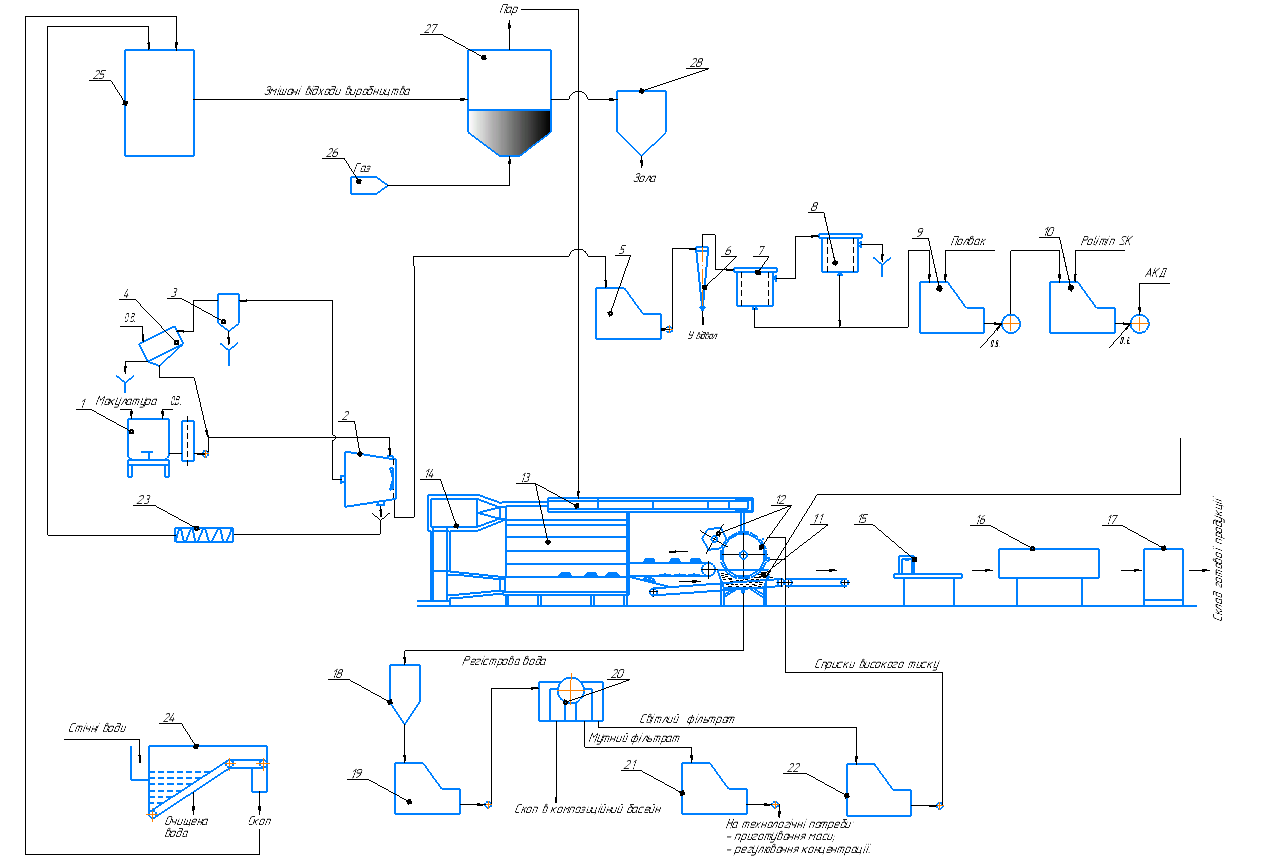 Пар
27
28
25
Змішані відходи виробництва
26
Газ
Зала
8
5
6
7
9
Полвак
10
Polimin SK
АКД
4
3
О.В.
У відвал
О.В.
О.В.
Макулатура
О.В.
1
2
23
14
13
12
11
15
16
17
Склад готової продукції
Регістрова вода
Сприски високого тиску
18
20
Світлий фільтрат
Мутний фільтрат
24
Стічні води
19
21
22
Скоп в композиційний басейн
Очищена
вода
Скоп
На технологічні потреби
- приготування маси,
- регулювання концентрації.